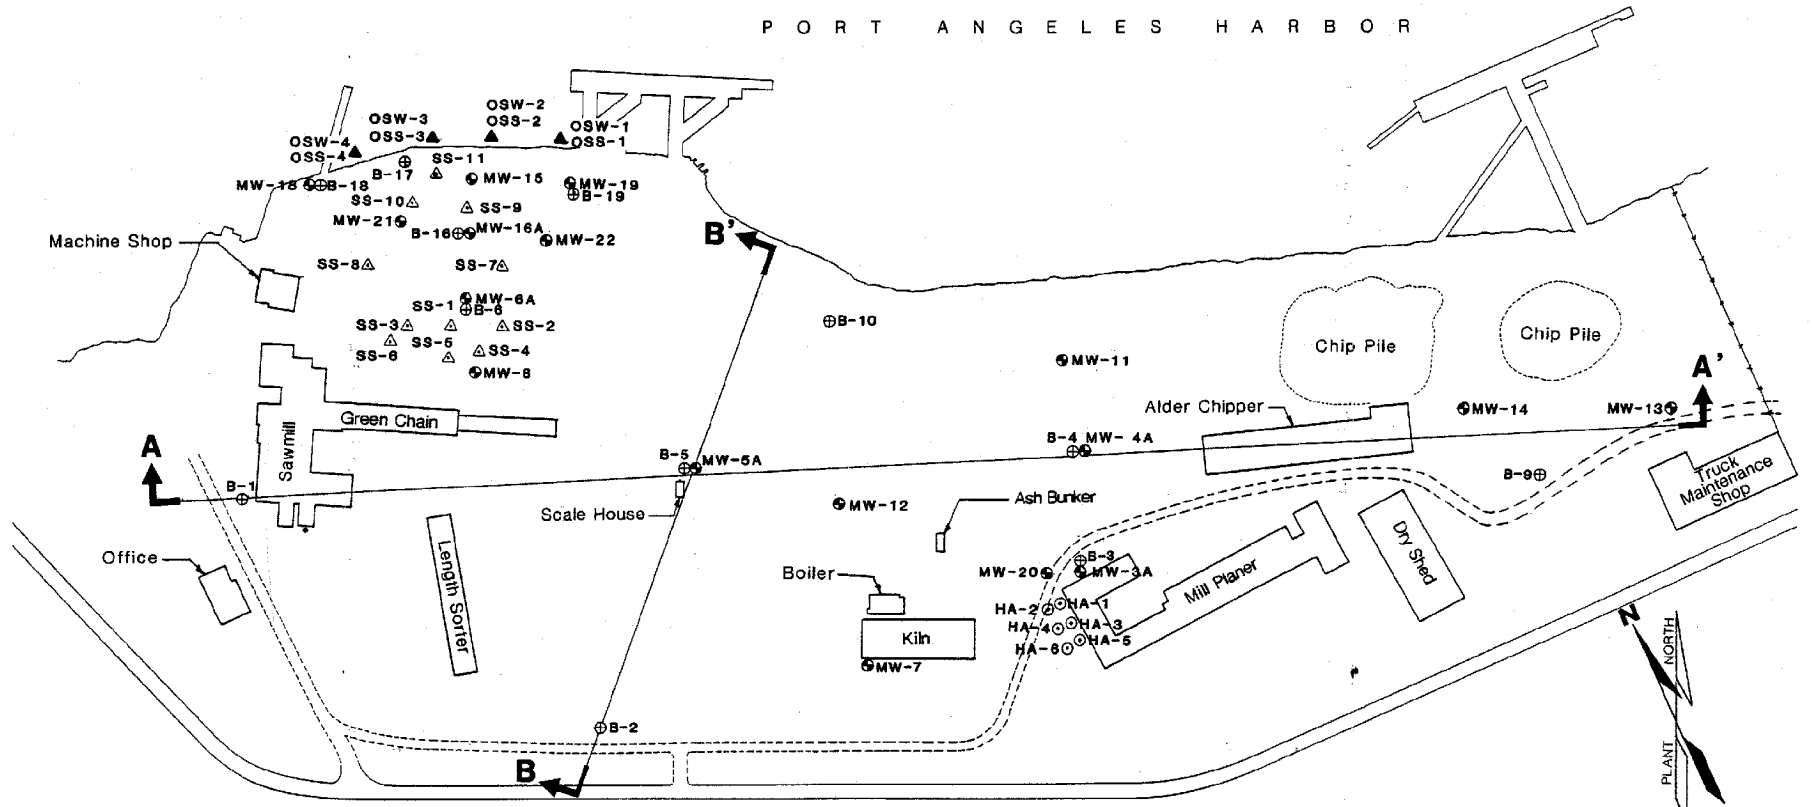 PORT ANGELES HARBOR
OSW-2
OSS-2
OSW-3
OSS-3
OSW-1
OSS-1
OSW-4
OSS-4
SS-11
B-17
MW-15
MW-19
B-19
MW-18
B-18
SS-10
SS-9
MW-21
B-16
MW-16A
MW-22
B'
Machine Shop
SS-8
SS-7
SS-1
MW-6A
B-6
SS-3
SS-2
SS-5
SS-6
SS-4
MW-8
B-10
MW-11
Chip Pile
Chip Pile
A'
Alder Chipper
MW-14
MW-13
Green Chain
Sawmill
A
B-1
B-5
MW-5A
B-4
MW-4A
B-9
Truck
Maintenance
Shop
Scale House
MW-12
Ash Bunker
Office
Length Sorter
Boiler
Kiln
MW-7
MW-20
B-3
MW-3A
HA-2
HA-1
HA-4
HA-3
HA-6
HA-5
Mill Planer
Dry Shed
B-2
B
N
NORTH
PLANT